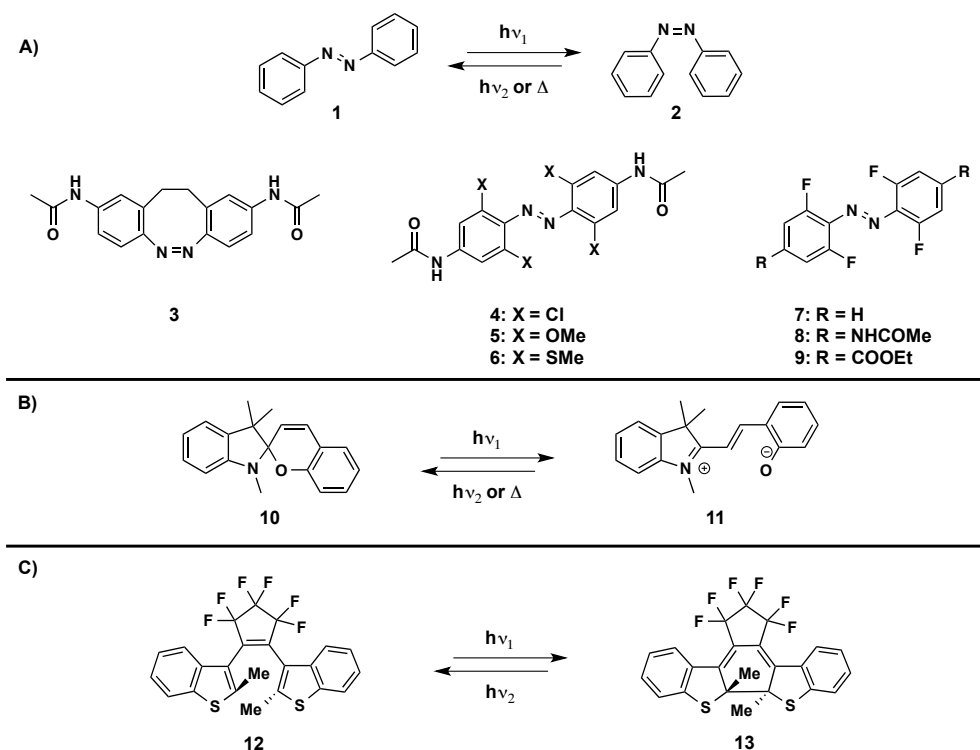 A)
N N
hν1
hν2 or Δ
N=N
1
2
H
N
O
H
N
O
N=N
3
X
X
X
X
N N
H
N
O
O
N
H
4: X = Cl
5: X = OMe
6: X = SMe
F
F
F
F
R
R
N N
7: R = H
8: R = NHCOMe
9: R = COOEt
B)
N
O
10
hν1
hν2 or Δ
N
⊕
⊖
O
11
C)
F F F F F F
Me
S
Me
S
12
hν1
hν2
F F F F F F
Me
S
Me
S
13